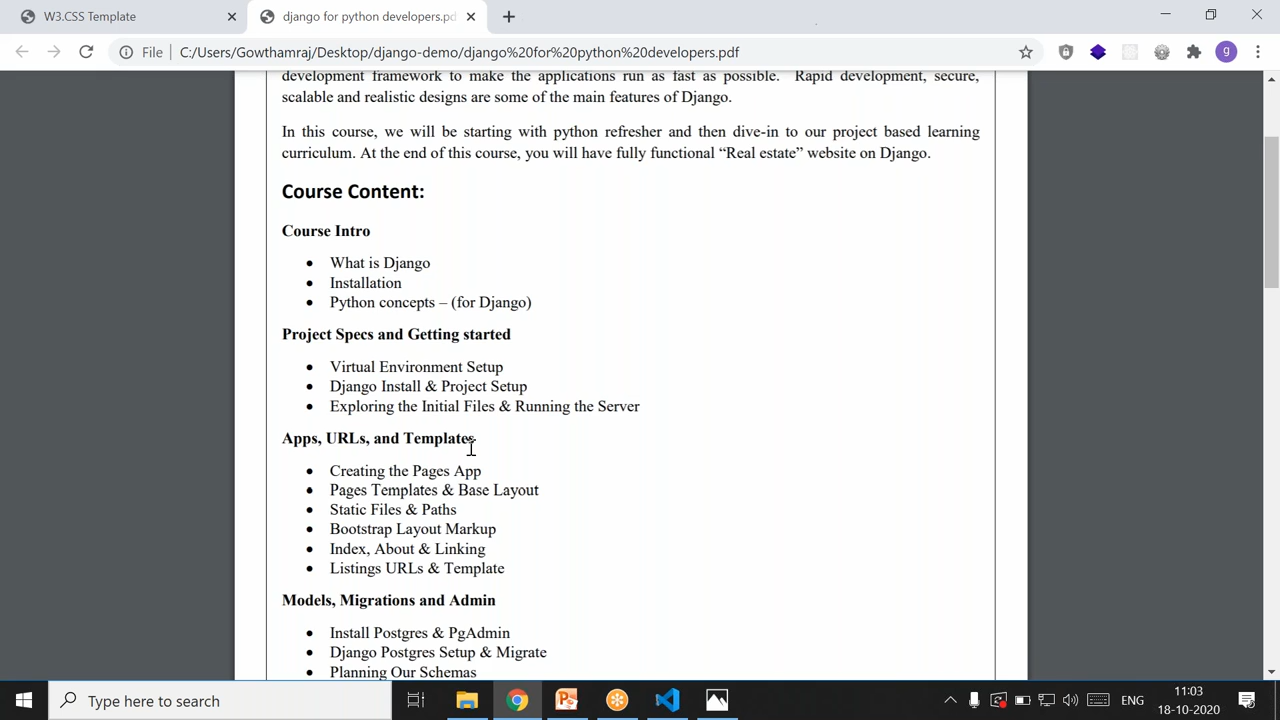 W3.CSS Template
django for python developers.pd
File
C:/Users/Gowthamraj/Desktop/django-demo/django%20for%20python%20developers.pdf
g
development framework to make the applications run as fast as possible. Rapid development, secure,
scalable and realistic designs are some of the main features of Django.
In this course, we will be starting with python refresher and then dive-in to our project based learning
curriculum. At the end of this course, you will have fully functional “Real estate” website on Django.
Course Content:
Course Intro
• What is Django
• Installation
• Python concepts – (for Django)
Project Specs and Getting started
• Virtual Environment Setup
• Django Install & Project Setup
• Exploring the Initial Files & Running the Server
Apps, URLs, and Templates
• Creating the Pages App
• Pages Templates & Base Layout
• Static Files & Paths
• Bootstrap Layout Markup
• Index, About & Linking
• Listings URLs & Template
Models, Migrations and Admin
• Install Postgres & PgAdmin
• Django Postgres Setup & Migrate
• Planning Our Schemas
Type here to search
ENG
11:03
18-10-2020